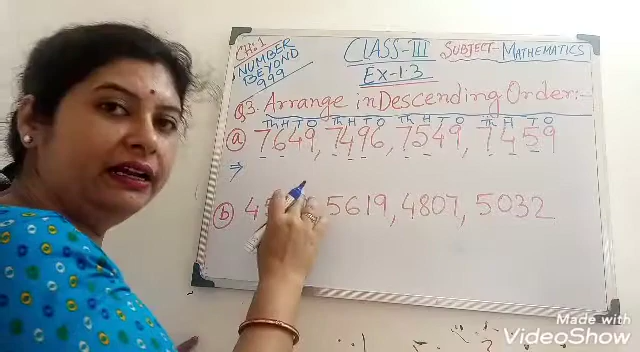 CH:1
NUMBER
BEYOND
999
CLASS-III SUBJECT-MATHEMATICS
EX-1.3
Q3. Arrange in Descending Order:-
Th H T O Th H T O Th H T O Th H T O
(a) 7649, 7496, 7549, 7459
(b) 4 5619, 4807, 5032
Made with
VideoShow